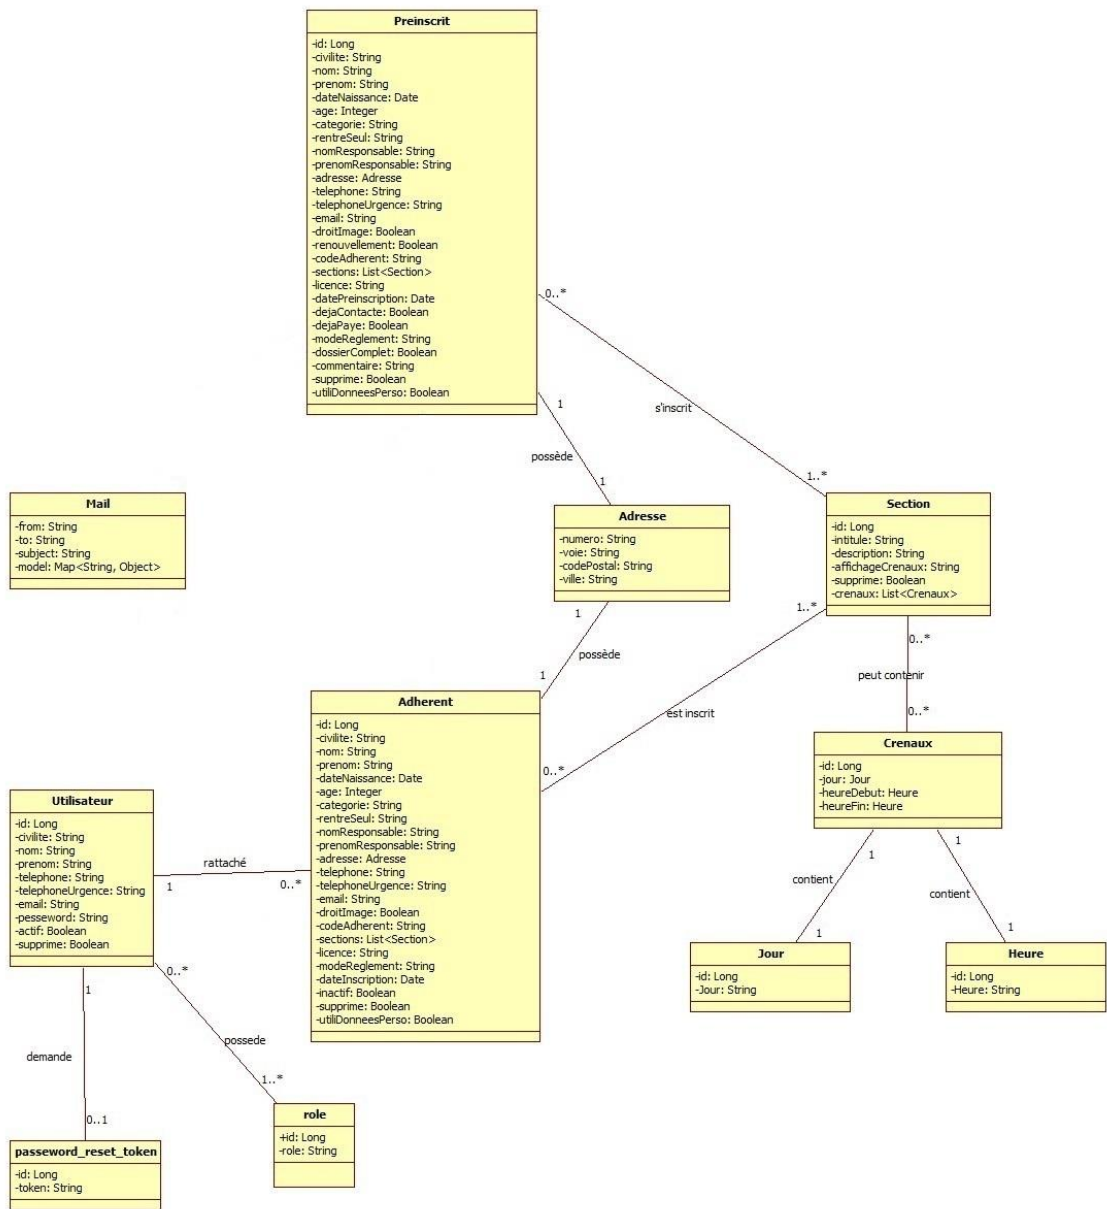 Preinscrit
-id: Long
-civilite: String
-nom: String
-prenom: String
-dateNaissance: Date
-age: Integer
-categorie: String
-rentreSeul: String
-nomResponsable: String
-prenomResponsable: String
-adresse: Adresse
-telephone: String
-telephoneUrgence: String
-email: String
-droitImage: Boolean
-renouvellement: Boolean
-codeAdherent: String
-sections: List<Section>
-licence: String
-datePreinscription: Date
-dejaContacte: Boolean
-dejaPaye: Boolean
-modeReglement: String
-dossierComplet: Boolean
-commentaire: String
-supprime: Boolean
-utiliDonneesPerso: Boolean
0..*
s'inscrit
1..*
1
possède
1
Mail
-from: String
-to: String
-subject: String
-model: Map<String, Object>
Adresse
-numero: String
-voie: String
-codePostal: String
-ville: String
Section
-id: Long
-intitule: String
-description: String
-affichageCrenaux: String
-supprime: Boolean
-crenaux: List<Crenaux>
1
possède
1
1..*
est inscrit
0..*
0..*
peut contenir
0..*
Adherent
-id: Long
-civilite: String
-nom: String
-prenom: String
-dateNaissance: Date
-age: Integer
-categorie: String
-rentreSeul: String
-nomResponsable: String
-prenomResponsable: String
-adresse: Adresse
-telephone: String
-telephoneUrgence: String
-email: String
-droitImage: Boolean
-codeAdherent: String
-sections: List<Section>
-licence: String
-modeReglement: String
-dateInscription: Date
-inactif: Boolean
-supprime: Boolean
-utiliDonneesPerso: Boolean
Crenaux
-id: Long
-jour: Jour
-heureDebut: Heure
-heureFin: Heure
Utilisateur
-id: Long
-civilite: String
-nom: String
-prenom: String
-telephone: String
-telephoneUrgence: String
-email: String
-pesseword: String
-actif: Boolean
-supprime: Boolean
rattaché
1
0..*
1
contient
1
1
contient
1
Jour
-id: Long
-Jour: String
Heure
-id: Long
-Heure: String
0..*
possede
1..*
1
demande
0..1
role
+id: Long
-role: String
passeword_reset_token
-id: Long
-token: String